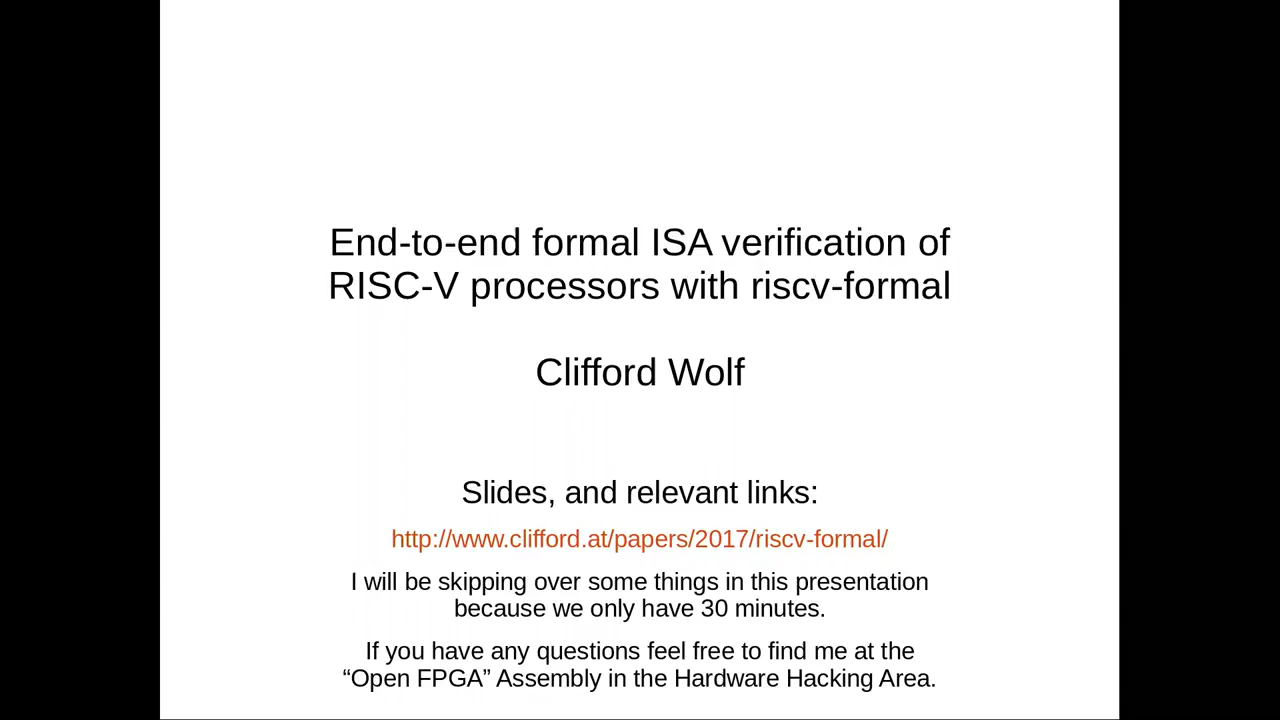 End-to-end formal ISA verification of
RISC-V processors with riscv-formal
Clifford Wolf
Slides, and relevant links:
http://www.clifford.at/papers/2017/riscv-formal/
I will be skipping over some things in this presentation
because we only have 30 minutes.
If you have any questions feel free to find me at the
“Open FPGA” Assembly in the Hardware Hacking Area.